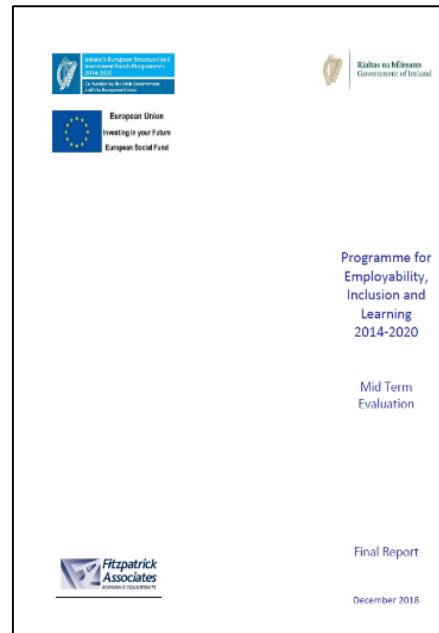 Ireland's European Structural and
Investment Funds Programmes
2014-2020
Co-funded by the Irish Government
and the European Union
Rialtas na hÉireann
Government of Ireland
European Union
Investing in your Future
European Social Fund
Programme for
Employability,
Inclusion and
Learning
2014-2020
Mid Term
Evaluation
Fitzpatrick
Associates
ECONOMIC CONSULTANTS
Final Report
December 2018